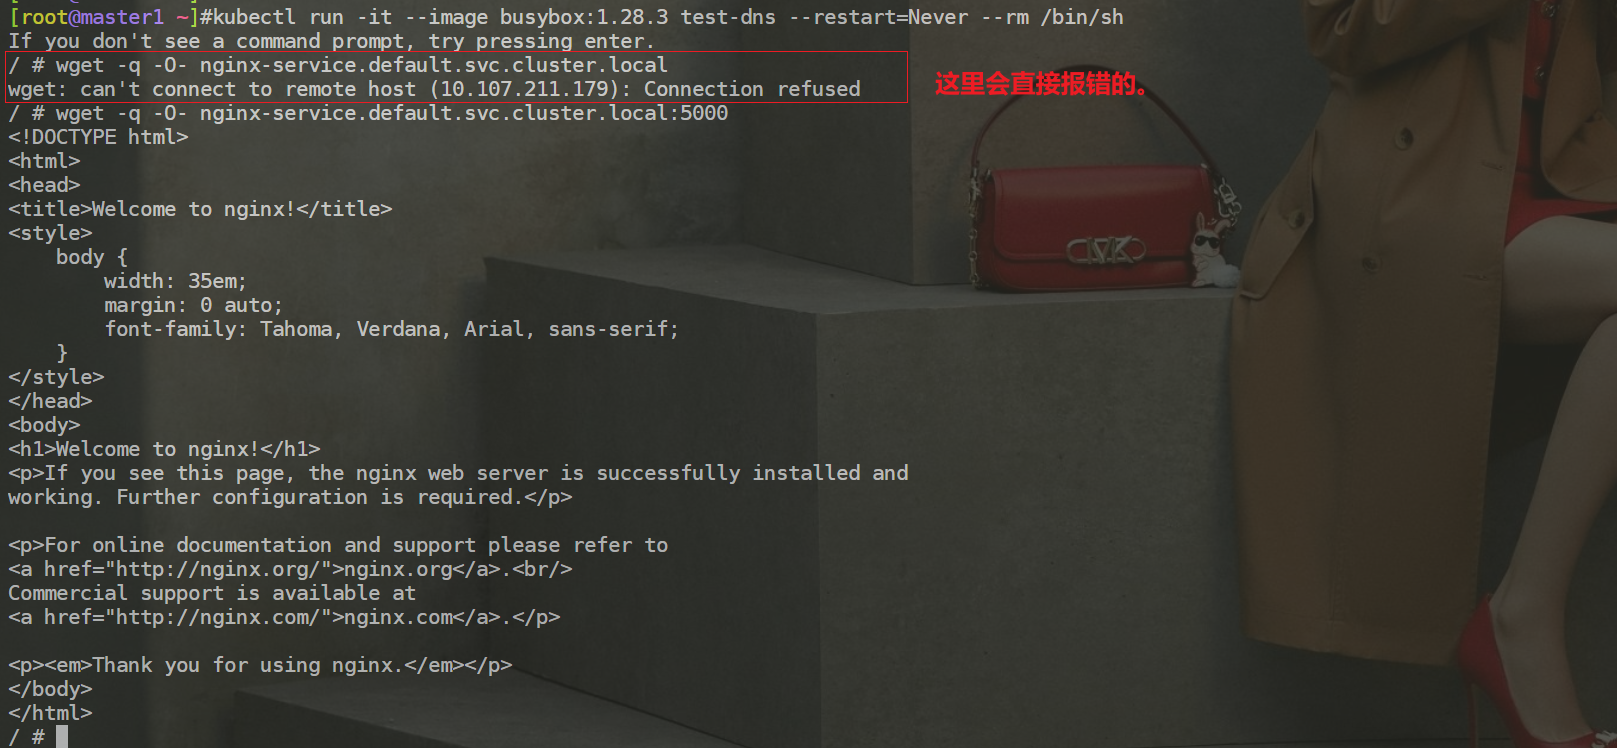 [root@master1 ~]#kubectl run -it --image busybox:1.28.3 test-dns --restart=Never --rm /bin/sh
If you don't see a command prompt, try pressing enter.
/ # wget -q -O- nginx-service.default.svc.cluster.local
wget: can't connect to remote host (10.107.211.179): Connection refused
这里会直接报错的。
/ # wget -q -O- nginx-service.default.svc.cluster.local:5000
<!DOCTYPE html>
<html>
<head>
<title>Welcome to nginx!</title>
<style>
    body {
        width: 35em;
        margin: 0 auto;
        font-family: Tahoma, Verdana, Arial, sans-serif;
    }
</style>
</head>
<body>
<h1>Welcome to nginx!</h1>
<p>If you see this page, the nginx web server is successfully installed and
working. Further configuration is required.</p>

<p>For online documentation and support please refer to
<a href="http://nginx.org/">nginx.org</a>.<br/>
Commercial support is available at
<a href="http://nginx.com/">nginx.com</a>.</p>

<p><em>Thank you for using nginx.</em></p>
</body>
</html>
/ #